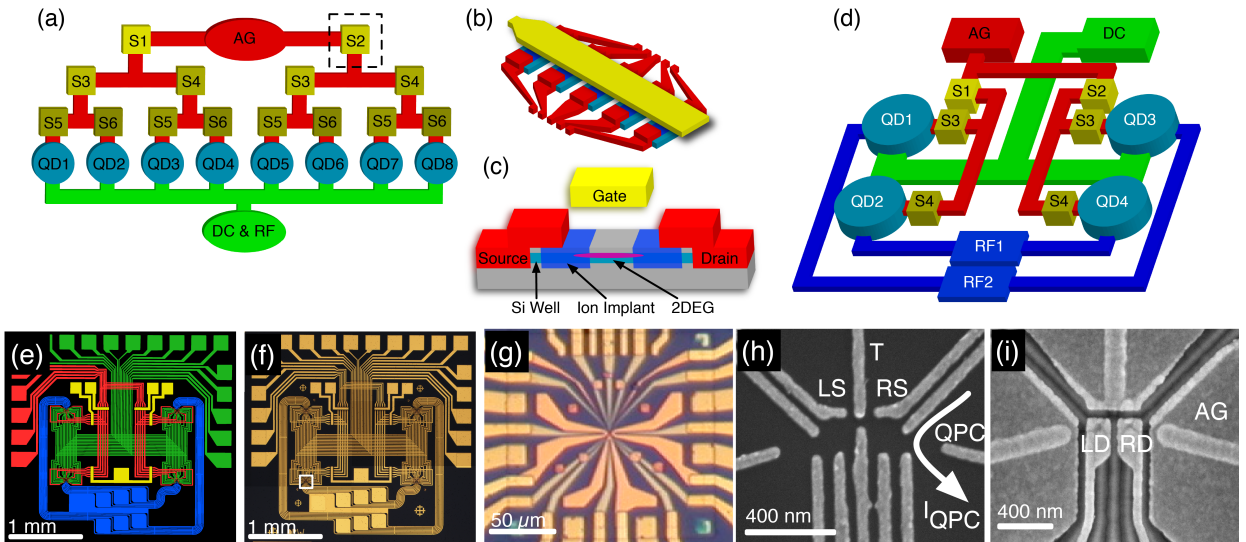 (a)
S1
AG
S2
S3
S4
S3
S4
S5
S6
S5
S6
S5
S6
S5
S6
QD1
QD2
QD3
QD4
QD5
QD6
QD7
QD8
DC & RF
(b)
(c)
Gate
Source
Drain
Si Well
Ion Implant
2DEG
(d)
AG
DC
S1
S2
QD1
S3
S3
QD3
QD2
S4
S4
QD4
RF1
RF2
(e)
1 mm
(f)
1 mm
(g)
50 µm
(h)
T
LS
RS
QPC
IQPC
400 nm
(i)
AG
LD
RD
400 nm